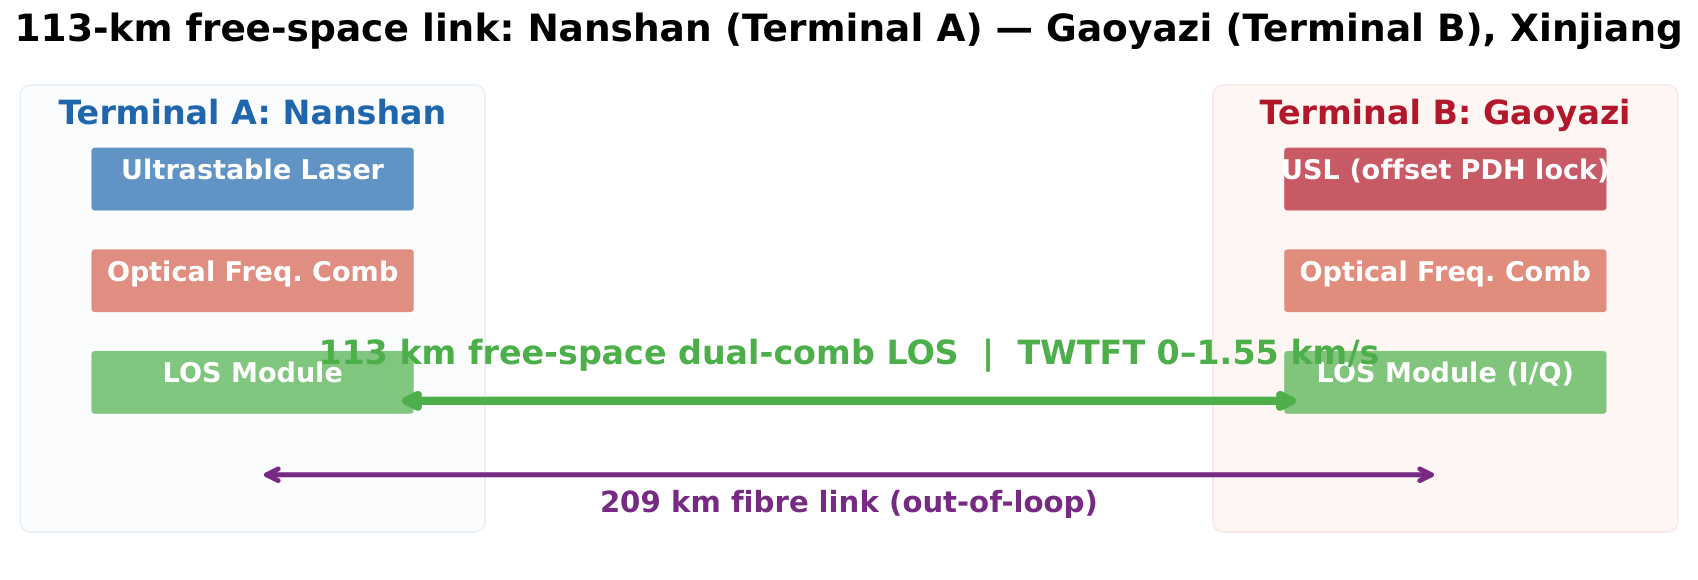 113-km free-space link: Nanshan (Terminal A) — Gaoyazi (Terminal B), Xinjiang
Terminal A: Nanshan
Ultrastable Laser
Optical Freq. Comb
LOS Module
Terminal B: Gaoyazi
USL (offset PDH lock)
Optical Freq. Comb
LOS Module (I/Q)
113 km free-space dual-comb LOS | TWTFT 0–1.55 km/s
209 km fibre link (out-of-loop)